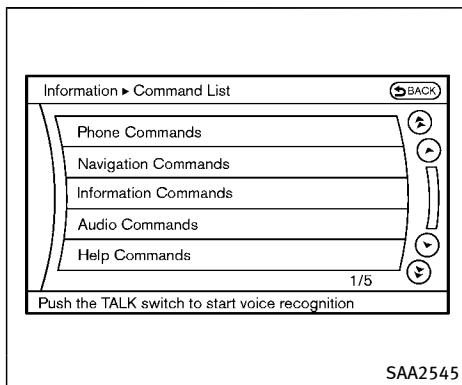 Information ▸ Command List
BACK
Phone Commands
Navigation Commands
Information Commands
Audio Commands
Help Commands
1/5
Push the TALK switch to start voice recognition
SAA2545